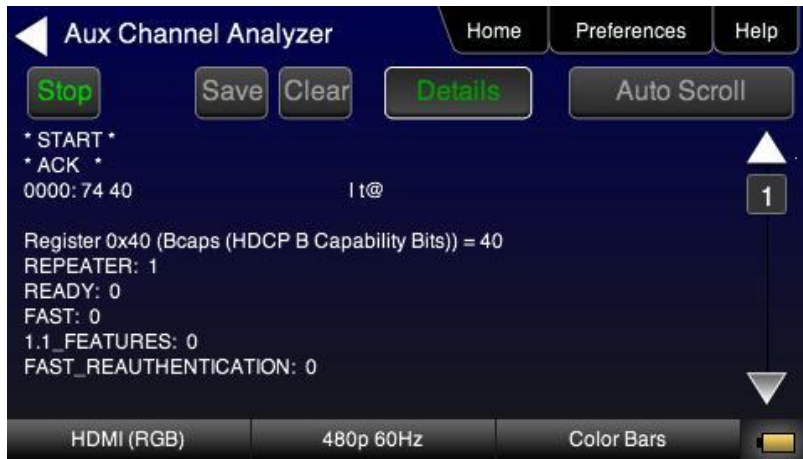 Aux Channel Analyzer Home Preferences Help
Stop Save Clear Details Auto Scroll
* START *
* ACK *
0000: 74 40 l t@
1
Register 0x40 (Bcaps (HDCP B Capability Bits)) = 40
REPEATER: 1
READY: 0
FAST: 0
1.1_FEATURES: 0
FAST_REAUTHENTICATION: 0
HDMI (RGB) 480p 60Hz Color Bars